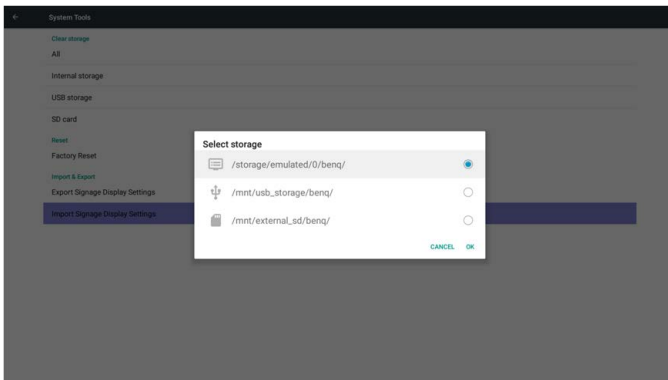 System Tools
Clear storage
All
Internal storage
USB storage
SD card
Reset
Factory Reset
Import & Export
Export Signage Display Settings
Import Signage Display Settings
Select storage
/storage/emulated/0/benq/
/mnt/usb_storage/benq/
/mnt/external_sd/benq/
CANCEL OK